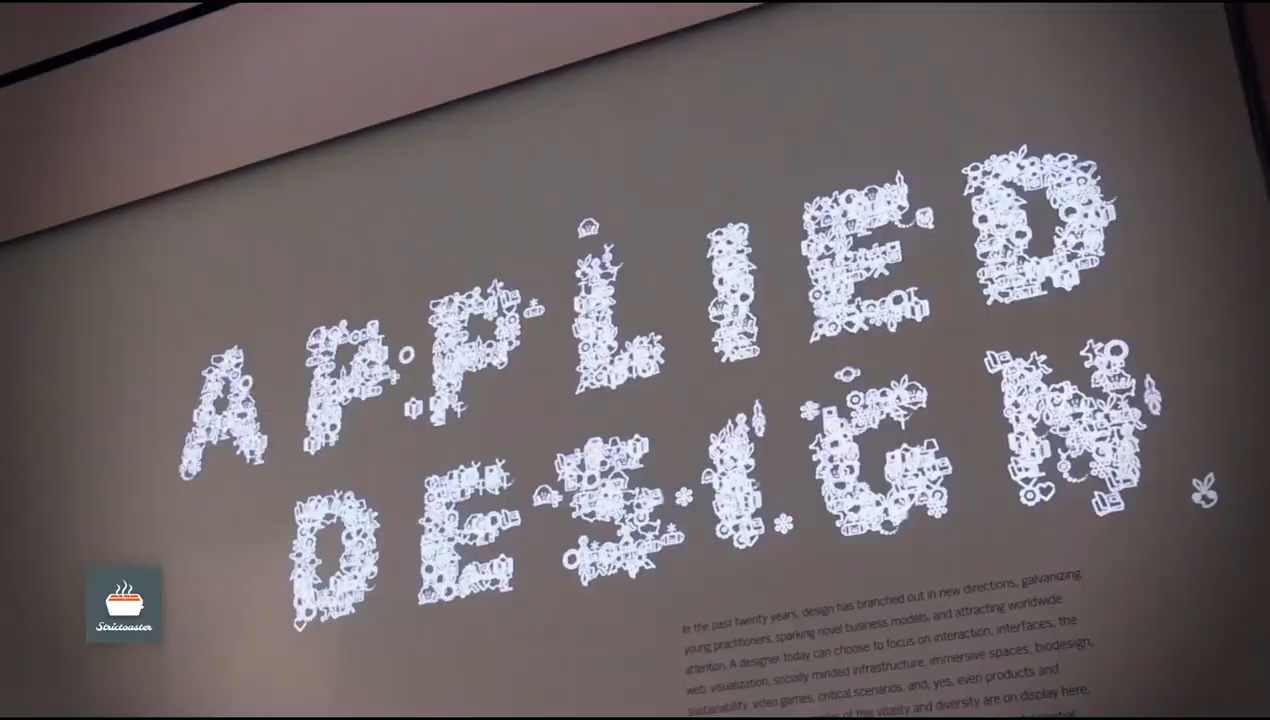 APPLIED
DESIGN
In the past twenty years, design has branched out in new directions, galvanizing
young practitioners, sparking novel business models, and attracting worldwide
attention. A designer today can choose to focus on interaction, interfaces, the
web, visualization, socially minded infrastructure, immersive spaces, biodesign,
sustainability, video games, critical scenarios, and, yes, even products and
of this vitality and diversity are on display here,
Strictoaster